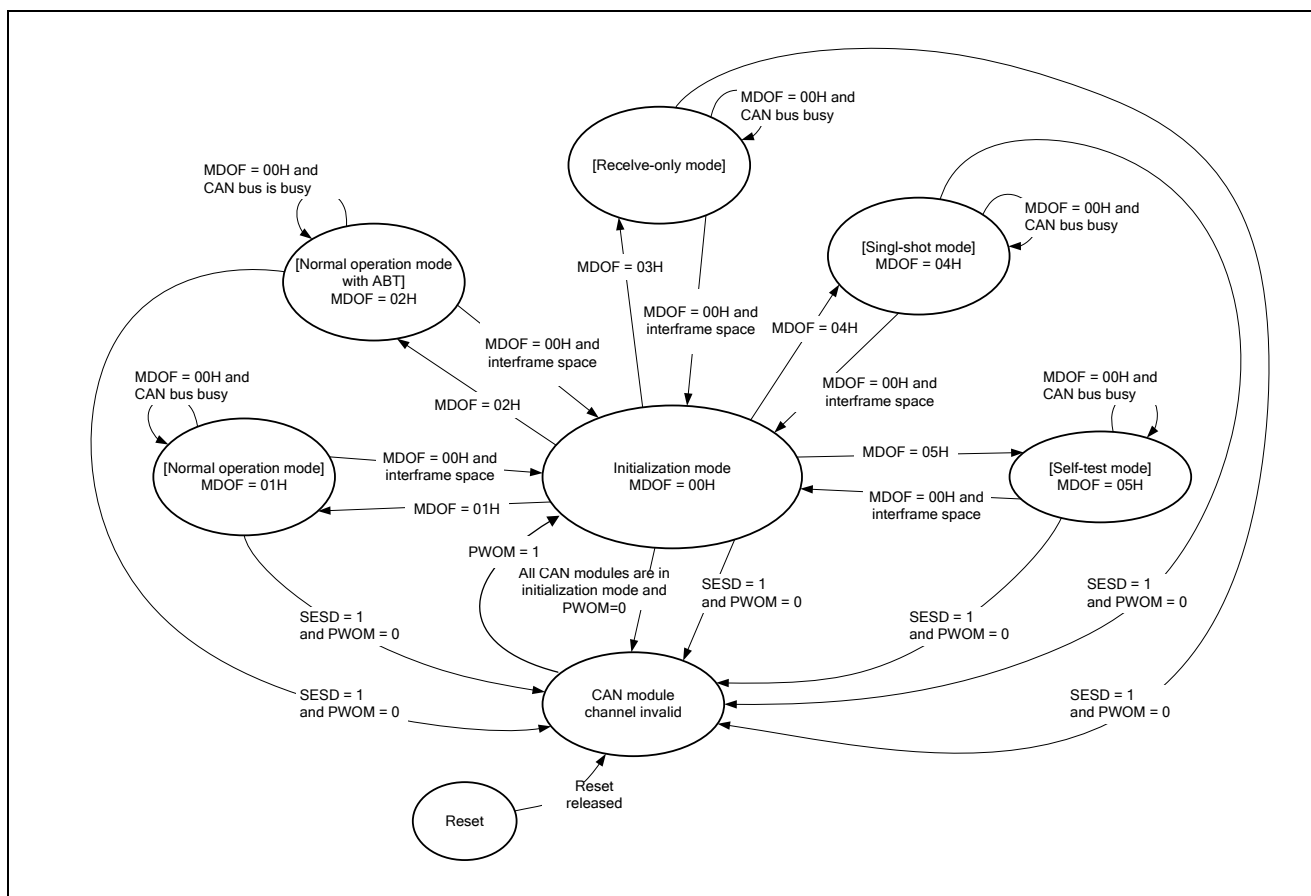 MDOF = 00H and
CAN bus busy
[Recelve-only mode]
MDOF = 00H and
CAN bus is busy
MDOF = 00H and
CAN bus busy
[Singl-shot mode]
MDOF = 04H
[Normal operation mode
with ABT]
MDOF = 02H
MDOF = 03H
MDOF = 00H and
interframe space
MDOF = 04H
MDOF = 00H and
interframe space
MDOF = 00H and
CAN bus busy
MDOF = 02H
MDOF = 00H and
interframe space
MDOF = 00H and
CAN bus busy
[Normal operation mode]
MDOF = 01H
MDOF = 00H and
interframe space
MDOF = 01H
Initialization mode
MDOF = 00H
MDOF = 05H
MDOF = 00H and
interframe space
[Self-test mode]
MDOF = 05H
PWOM = 1
All CAN modules are in
initialization mode and
PWOM=0
SESD = 1
and PWOM = 0
SESD = 1
and PWOM = 0
SESD = 1
and PWOM = 0
SESD = 1
and PWOM = 0
SESD = 1
and PWOM = 0
CAN module
channel invalid
SESD = 1
and PWOM = 0
Reset
released
Reset